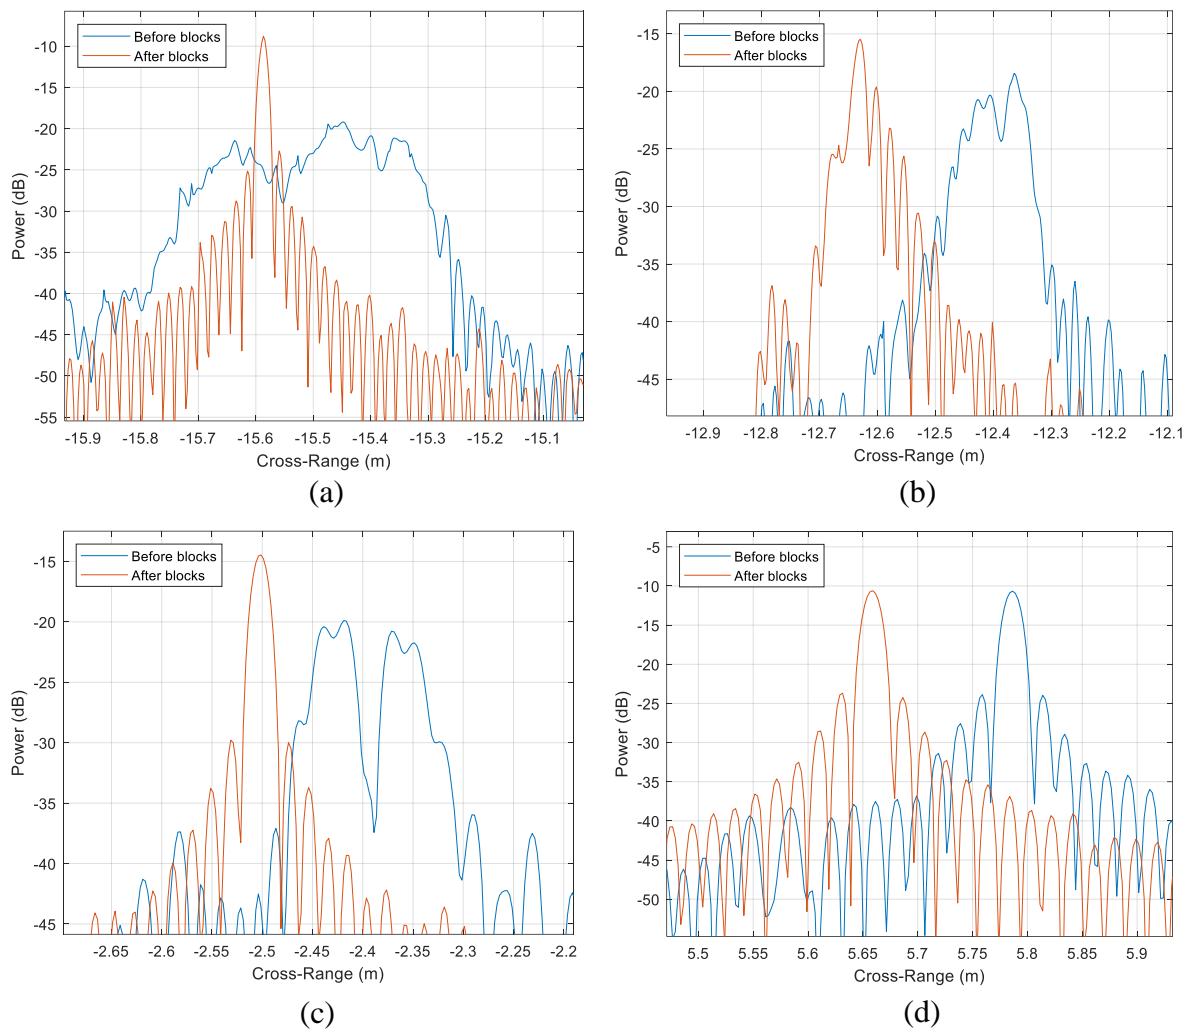 Before blocks
After blocks
-10
-15
-20
-25
-30
-35
-40
-45
-50
-55
Power (dB)
-15.9 -15.8 -15.7 -15.6 -15.5 -15.4 -15.3 -15.2 -15.1
Cross-Range (m)
(a)
Before blocks
After blocks
-15
-20
-25
-30
-35
-40
-45
Power (dB)
-12.9 -12.8 -12.7 -12.6 -12.5 -12.4 -12.3 -12.2 -12.1
Cross-Range (m)
(b)
Before blocks
After blocks
-15
-20
-25
-30
-35
-40
-45
Power (dB)
-2.65 -2.6 -2.55 -2.5 -2.45 -2.4 -2.35 -2.3 -2.25 -2.2
Cross-Range (m)
(c)
Before blocks
After blocks
-5
-10
-15
-20
-25
-30
-35
-40
-45
-50
Power (dB)
5.5 5.55 5.6 5.65 5.7 5.75 5.8 5.85 5.9
Cross-Range (m)
(d)